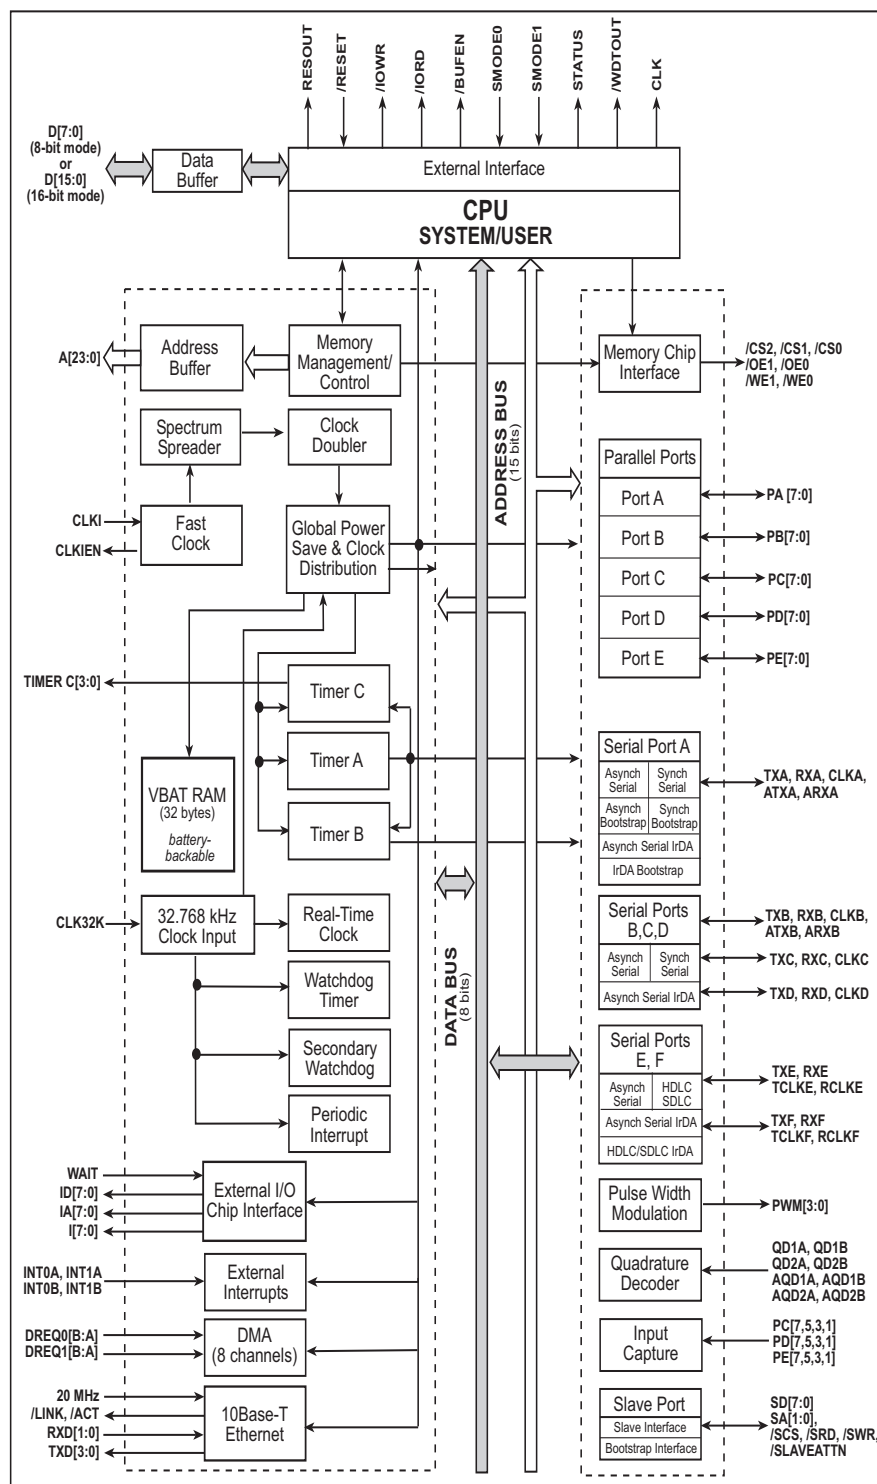 RESOUT
/RESET
/IOWR
/IORD
/BUFEN
SMODE0
SMODE1
STATUS
/WDTOUT
CLK
D[7:0]
(8-bit mode)
or
D[15:0]
(16-bit mode)
Data
Buffer
External Interface
CPU
SYSTEM/USER
A[23:0]
Address
Buffer
Memory
Management/
Control
Memory Chip
Interface
/CS2, /CS1, /CS0
/OE1, /OE0
/WE1, /WE0
Spectrum
Spreader
Clock
Doubler
ADDRESS BUS
(15 bits)
CLKI
CLKIEN
Fast
Clock
Global Power
Save & Clock
Distribution
Parallel Ports
Port A
PA [7:0]
Port B
PB[7:0]
Port C
PC[7:0]
Port D
PD[7:0]
Port E
PE[7:0]
TIMER C[3:0]
Timer C
Timer A
Timer B
VBAT RAM
(32 bytes)
battery-
backable
Serial Port A
Asynch
Serial
Synch
Serial
Asynch
Bootstrap
Synch
Bootstrap
Asynch Serial IrDA
IrDA Bootstrap
TXA, RXA, CLKA,
ATXA, ARXA
CLK32K
32.768 kHz
Clock Input
Real-Time
Clock
Watchdog
Timer
Secondary
Watchdog
Periodic
Interrupt
DATA BUS
(8 bits)
Serial Ports
B,C,D
Asynch
Serial
Synch
Serial
Asynch Serial IrDA
TXB, RXB, CLKB,
ATXB, ARXB
TXC, RXC, CLKC
TXD, RXD, CLKD
Serial Ports
E, F
Asynch
Serial
HDLC
SDLC
Asynch Serial IrDA
HDLC/SDLC IrDA
TXE, RXE
TCLKE, RCLKE
TXF, RXF
TCLKF, RCLKF
WAIT
ID[7:0]
IA[7:0]
I[7:0]
External I/O
Chip Interface
Pulse Width
Modulation
PWM[3:0]
INT0A, INT1A
INT0B, INT1B
External
Interrupts
Quadrature
Decoder
QD1A, QD1B
QD2A, QD2B
AQD1A, AQD1B
AQD2A, AQD2B
DREQ0[B:A]
DREQ1[B:A]
DMA
(8 channels)
Input
Capture
PC[7,5,3,1]
PD[7,5,3,1]
PE[7,5,3,1]
20 MHz
/LINK, /ACT
RXD[1:0]
TXD[3:0]
10Base-T
Ethernet
Slave Port
Slave Interface
Bootstrap Interface
SD[7:0]
SA[1:0],
/SCS, /SRD, /SWR,
/SLAVEATTN